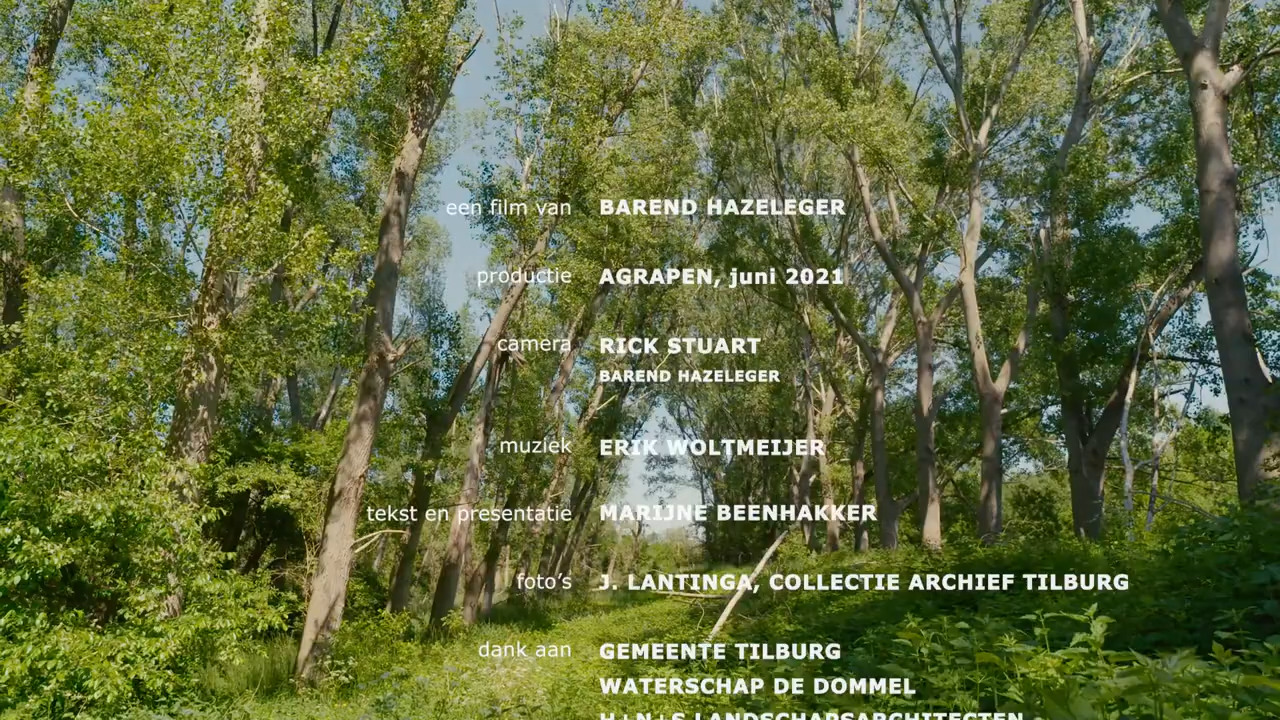 een film van BAREND HAZELEGER
productie AGRAPEN, juni 2021
camera RICK STUART
BAREND HAZELEGER
muziek ERIK WOLTMEIJER
tekst en presentatie MARIJNE BEENHAKKER
foto's J. LANTINGA, COLLECTIE ARCHIEF TILBURG
dank aan GEMEENTE TILBURG
WATERSCHAP DE DOMMEL
H+N+S LANDSCHAPSARCHITECTEN